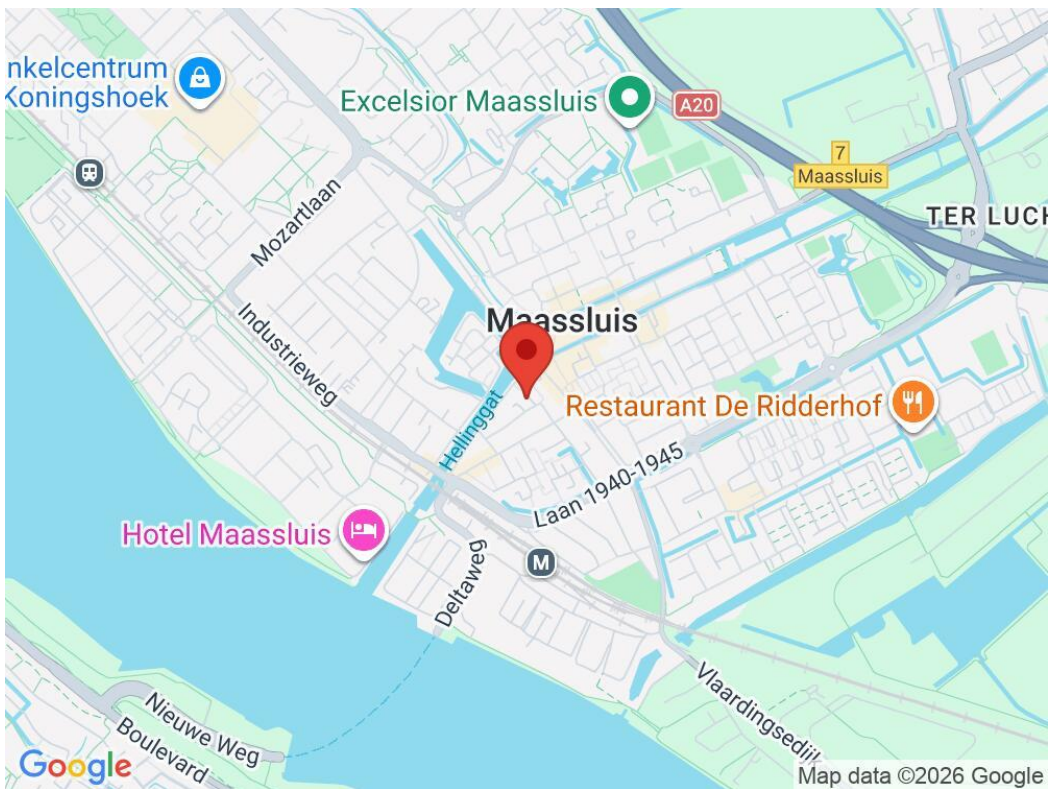 nkelcentrum
Koningshoek
Excelsior Maassluis
A20
7
Maassluis
TER LUCH
Mozartlaan
Maassluis
Industrieweg
Hellinggat
Restaurant De Ridderhof
Laan 1940-1945
Hotel Maassluis
M
Deltaweg
Vlaardingsedijk
Nieuwe Weg
Boulevard
Google
Map data ©2026 Google